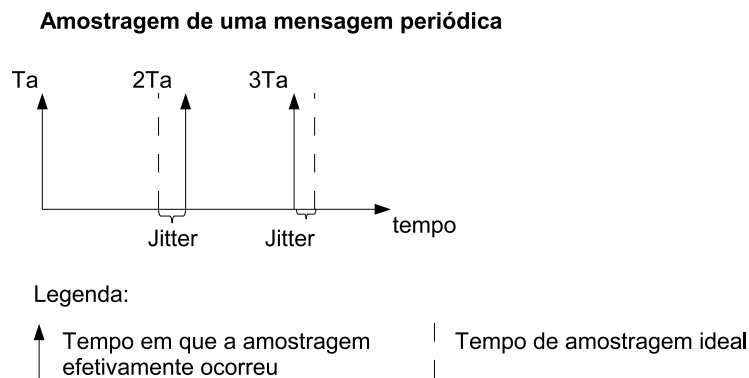 Amostragem de uma mensagem periódica
Ta 2Ta 3Ta
tempo
Jitter Jitter
Legenda:
Tempo em que a amostragem
efetivamente ocorreu
Tempo de amostragem ideal